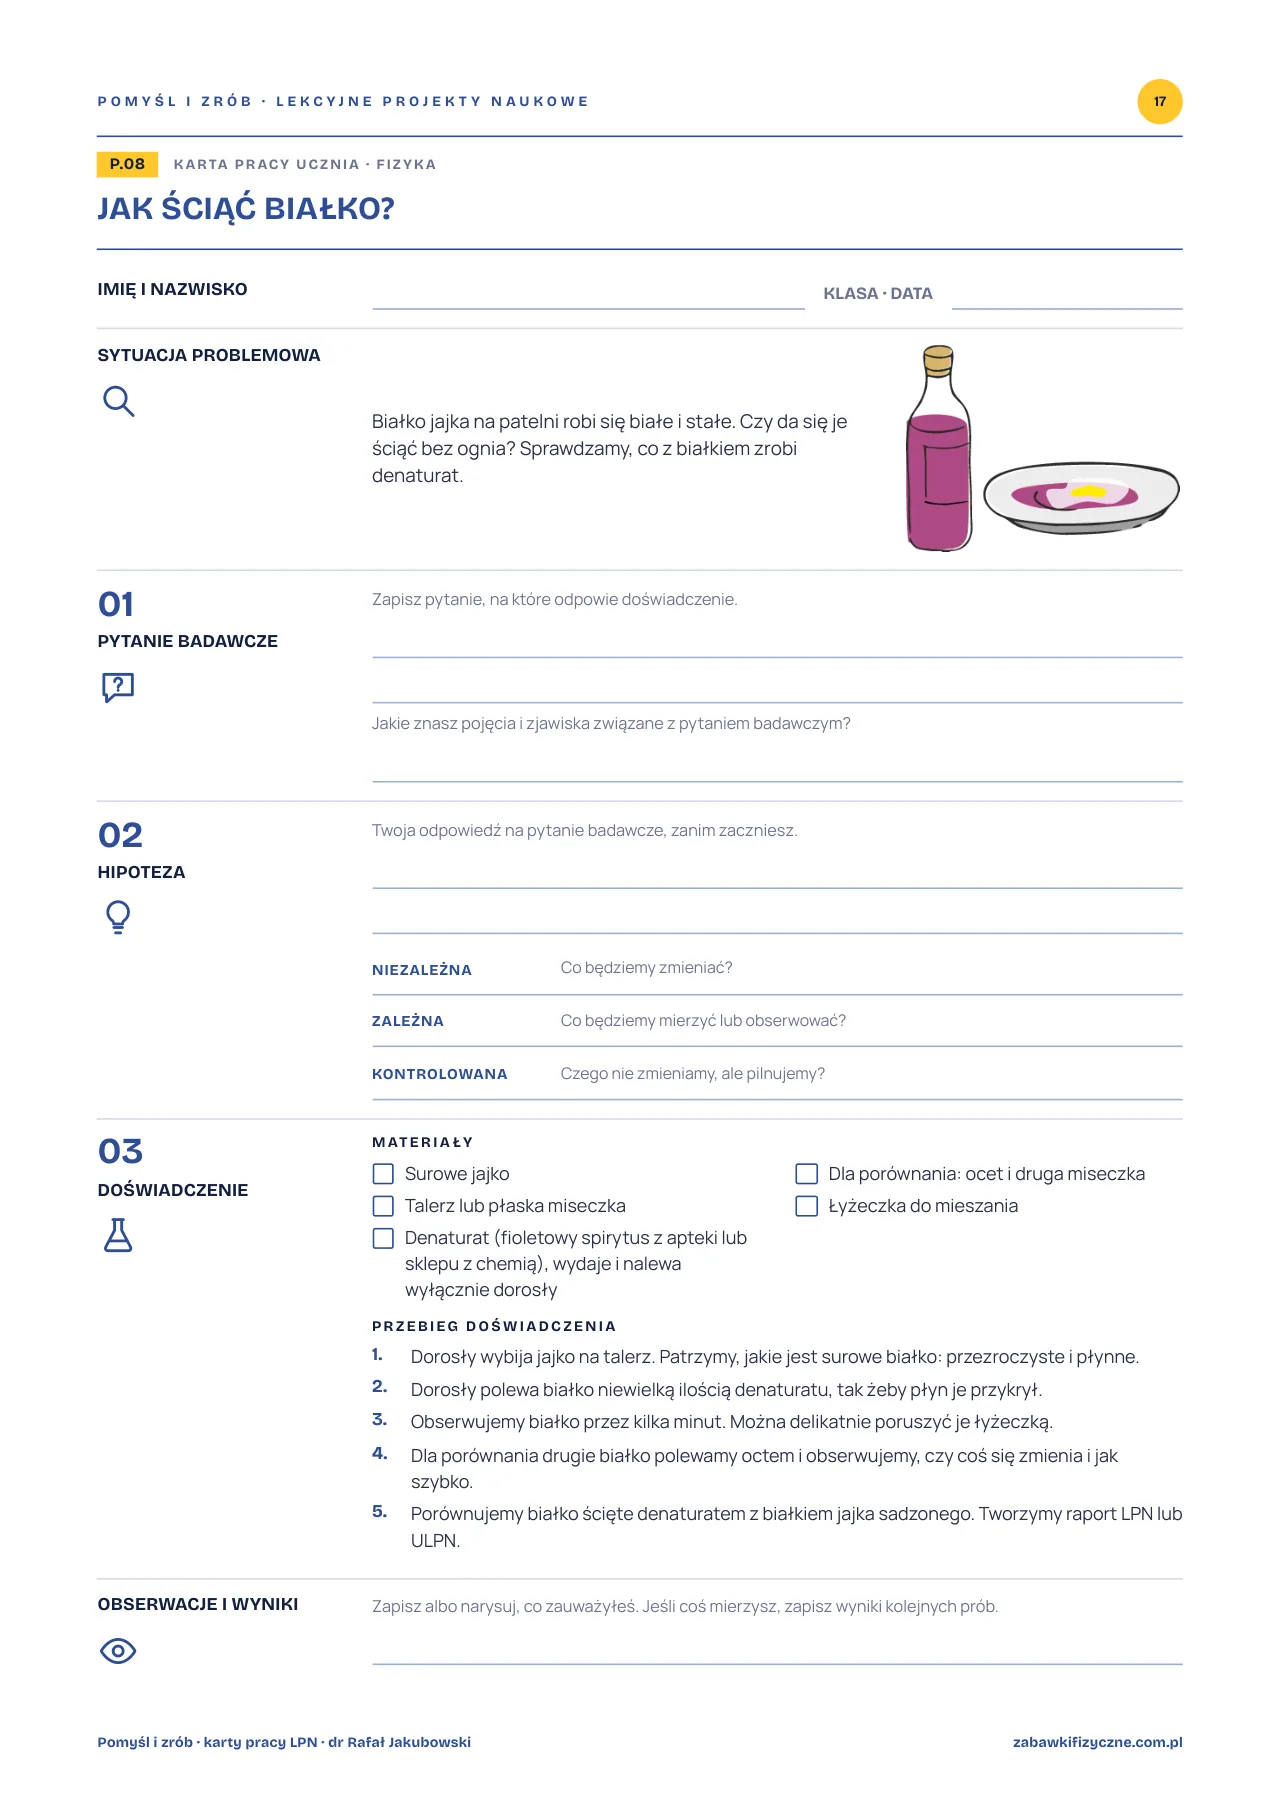 POMYŚL I ZRÓB · LEKCYJNE PROJEKTY NAUKOWE
17
P.08
KARTA PRACY UCZNIA · FIZYKA
JAK ŚCIĄĆ BIAŁKO?
IMIĘ I NAZWISKO
KLASA · DATA
SYTUACJA PROBLEMOWA
Białko jajka na patelni robi się białe i stałe. Czy da się je
ściąć bez ognia? Sprawdzamy, co z białkiem zrobi
denaturat.
01
PYTANIE BADAWCZE
Zapisz pytanie, na które odpowie doświadczenie.
?
Jakie znasz pojęcia i zjawiska związane z pytaniem badawczym?
02
HIPOTEZA
Twoja odpowiedź na pytanie badawcze, zanim zaczniesz.
NIEZALEŻNA
Co będziemy zmieniać?
ZALEŻNA
Co będziemy mierzyć lub obserwować?
KONTROLOWANA
Czego nie zmieniamy, ale pilnujemy?
03
DOŚWIADCZENIE
MATERIAŁY
Surowe jajko
Talerz lub płaska miseczka
Denaturat (fioletowy spirytus z apteki lub
sklepu z chemią), wydaje i nalewa
wyłącznie dorosły
Dla porównania: ocet i druga miseczka
Łyżeczka do mieszania
PRZEBIEG DOŚWIADCZENIA
1. Dorosły wybija jajko na talerz. Patrzymy, jakie jest surowe białko: przezroczyste i płynne.
2. Dorosły polewa białko niewielką ilością denaturatu, tak żeby płyn je przykrył.
3. Obserwujemy białko przez kilka minut. Można delikatnie poruszyć je łyżeczką.
4. Dla porównania drugie białko polewamy octem i obserwujemy, czy coś się zmienia i jak
szybko.
5. Porównujemy białko ścięte denaturatem z białkiem jajka sadzonego. Tworzymy raport LPN lub
ULPN.
OBSERWACJE I WYNIKI
Zapisz albo narysuj, co zauważyłeś. Jeśli coś mierzysz, zapisz wyniki kolejnych prób.
Pomyśl i zrób · karty pracy LPN · dr Rafał Jakubowski
zabawkifizyczne.com.pl